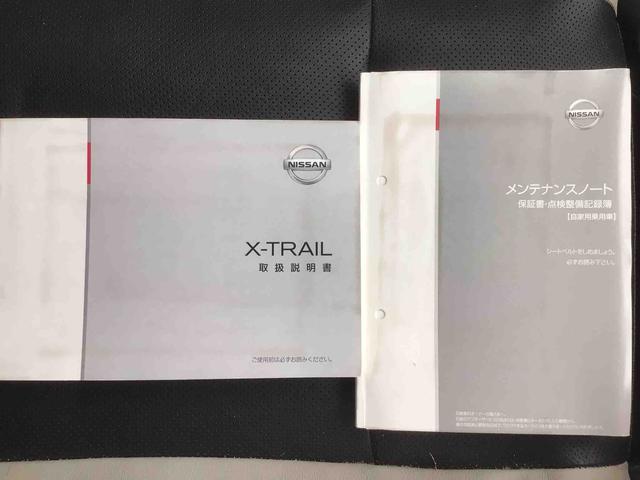 NISSAN
X-TRAIL
取扱説明書
ご使用前は必ずお読みください。
NISSAN
メンテナンスノート
保証書・点検整備記録簿
【自家用乗用車】
シートベルトをしめましょう。
必ずお読み下さい。